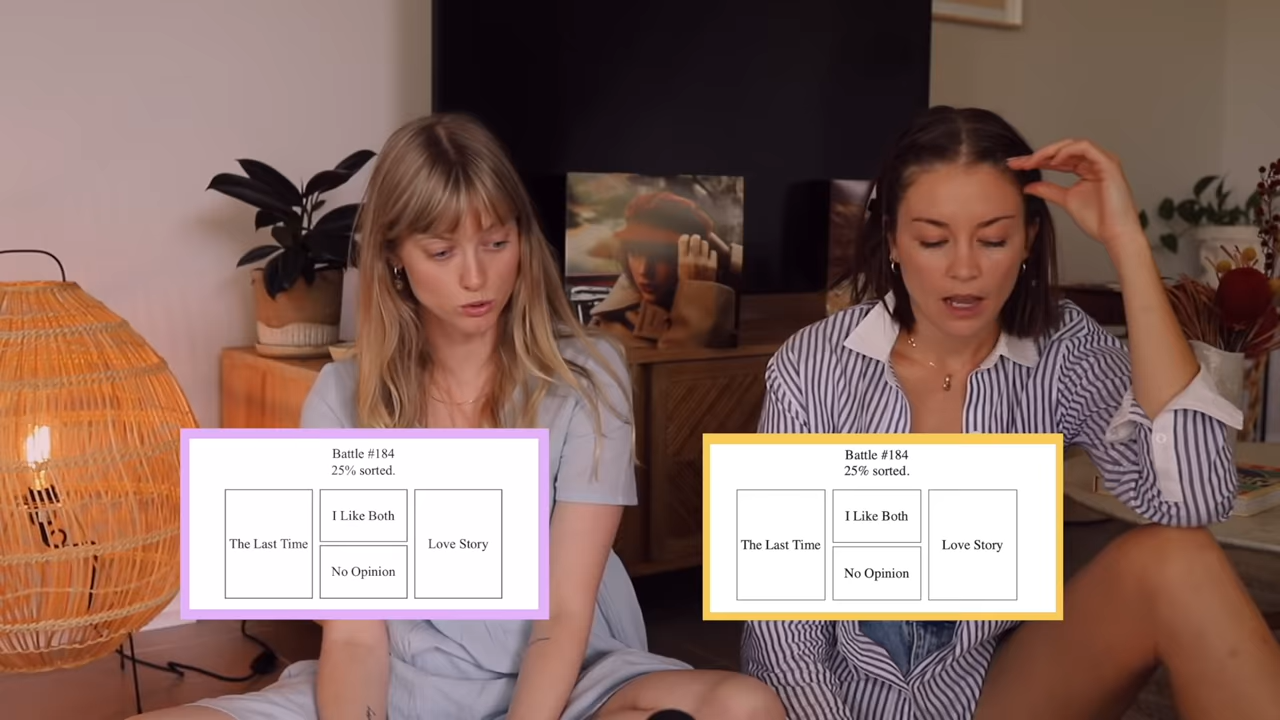 Battle #184
25% sorted.
The Last Time
I Like Both
No Opinion
Love Story
Battle #184
25% sorted.
The Last Time
I Like Both
No Opinion
Love Story